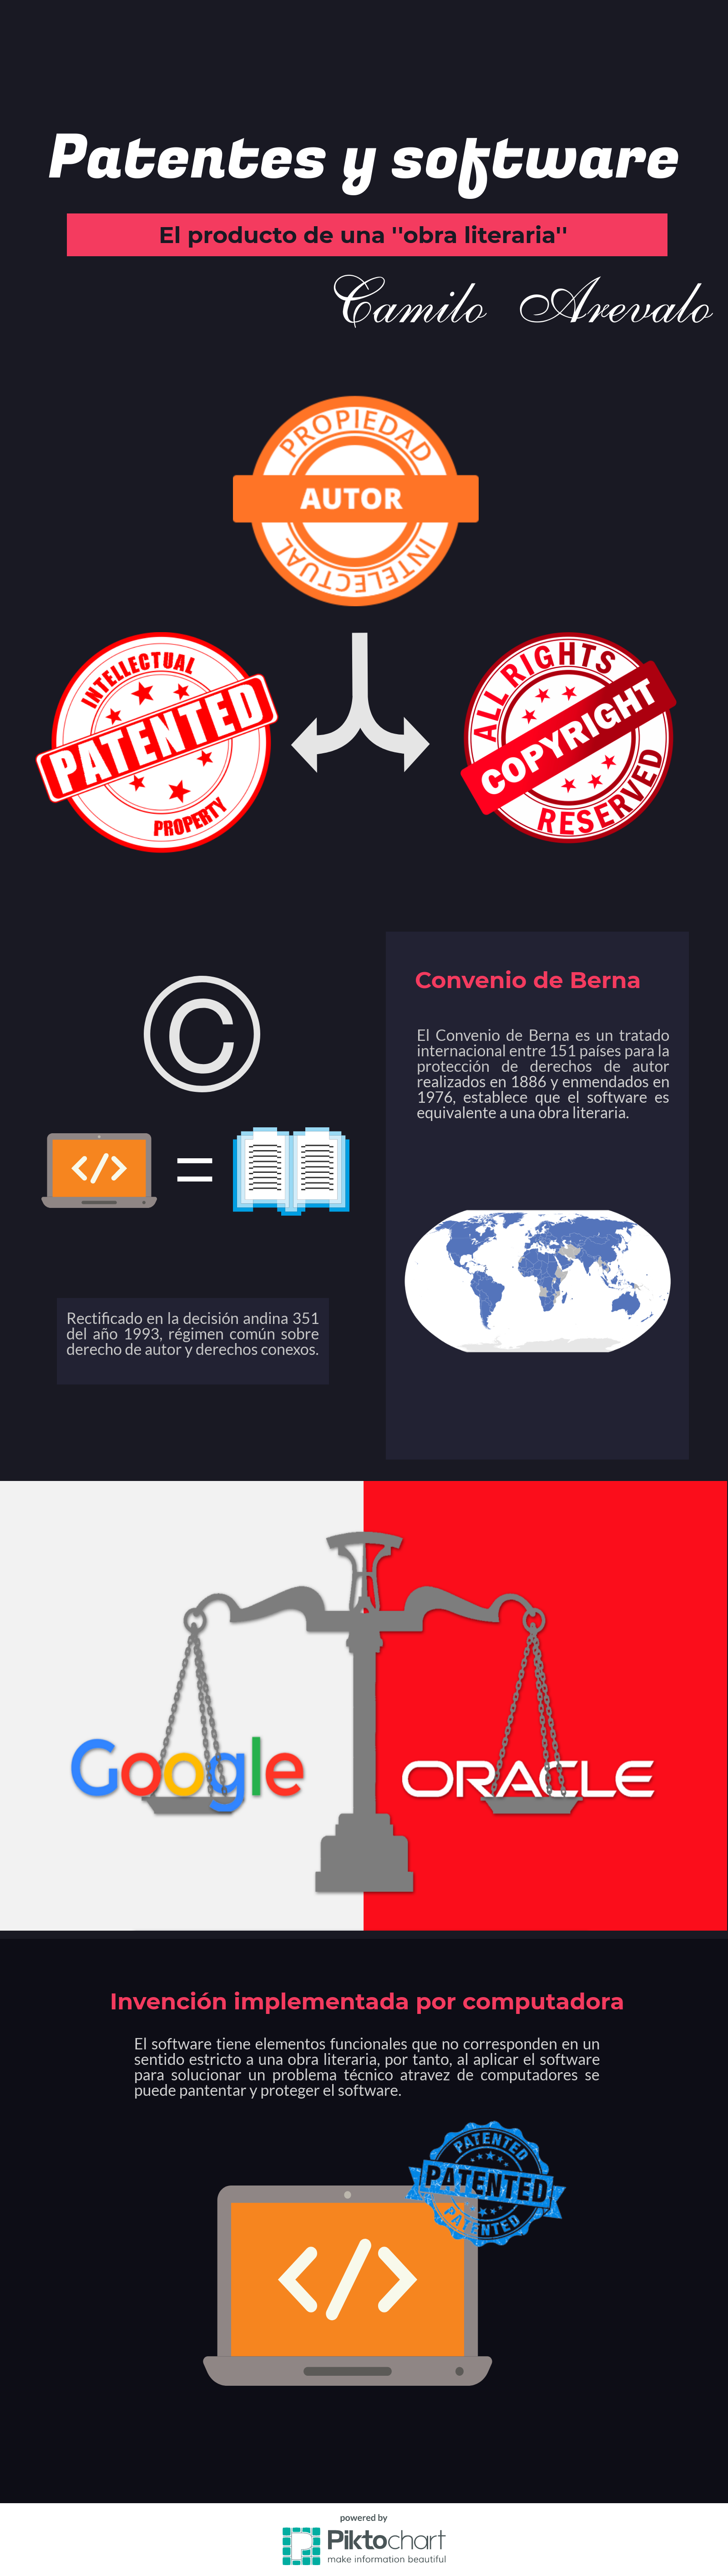 Patentes y software
El producto de una "obra literaria"
Camilo Arevalo
PROPIEDAD
AUTOR
INTELECTUAL
INTELLECTUAL
PATENTED
PROPERTY
ALL RIGHTS
COPYRIGHT
RESERVED
©
</>
=
Convenio de Berna
El Convenio de Berna es un tratado
internacional entre 151 países para la
protección de derechos de autor
realizados en 1886 y enmendados en
1976, establece que el software es
equivalente a una obra literaria.
Rectificado en la decisión andina 351
del año 1993, régimen común sobre
derecho de autor y derechos conexos.
Google
ORACLE
Invención implementada por computadora
El software tiene elementos funcionales que no corresponden en un
sentido estricto a una obra literaria, por tanto, al aplicar el software
para solucionar un problema técnico atravez de computadores se
puede pantentar y proteger el software.
PATENTED
PATENTED
PATENTED
</>
powered by
Piktochart
make information beautiful